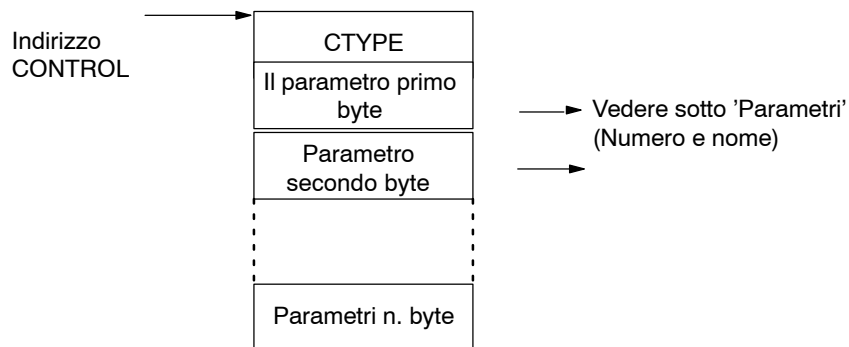 Indirizzo
CONTROL
CTYPE
Il parametro primo
byte
Parametro
secondo byte
Parametri n. byte
Vedere sotto 'Parametri'
(Numero e nome)